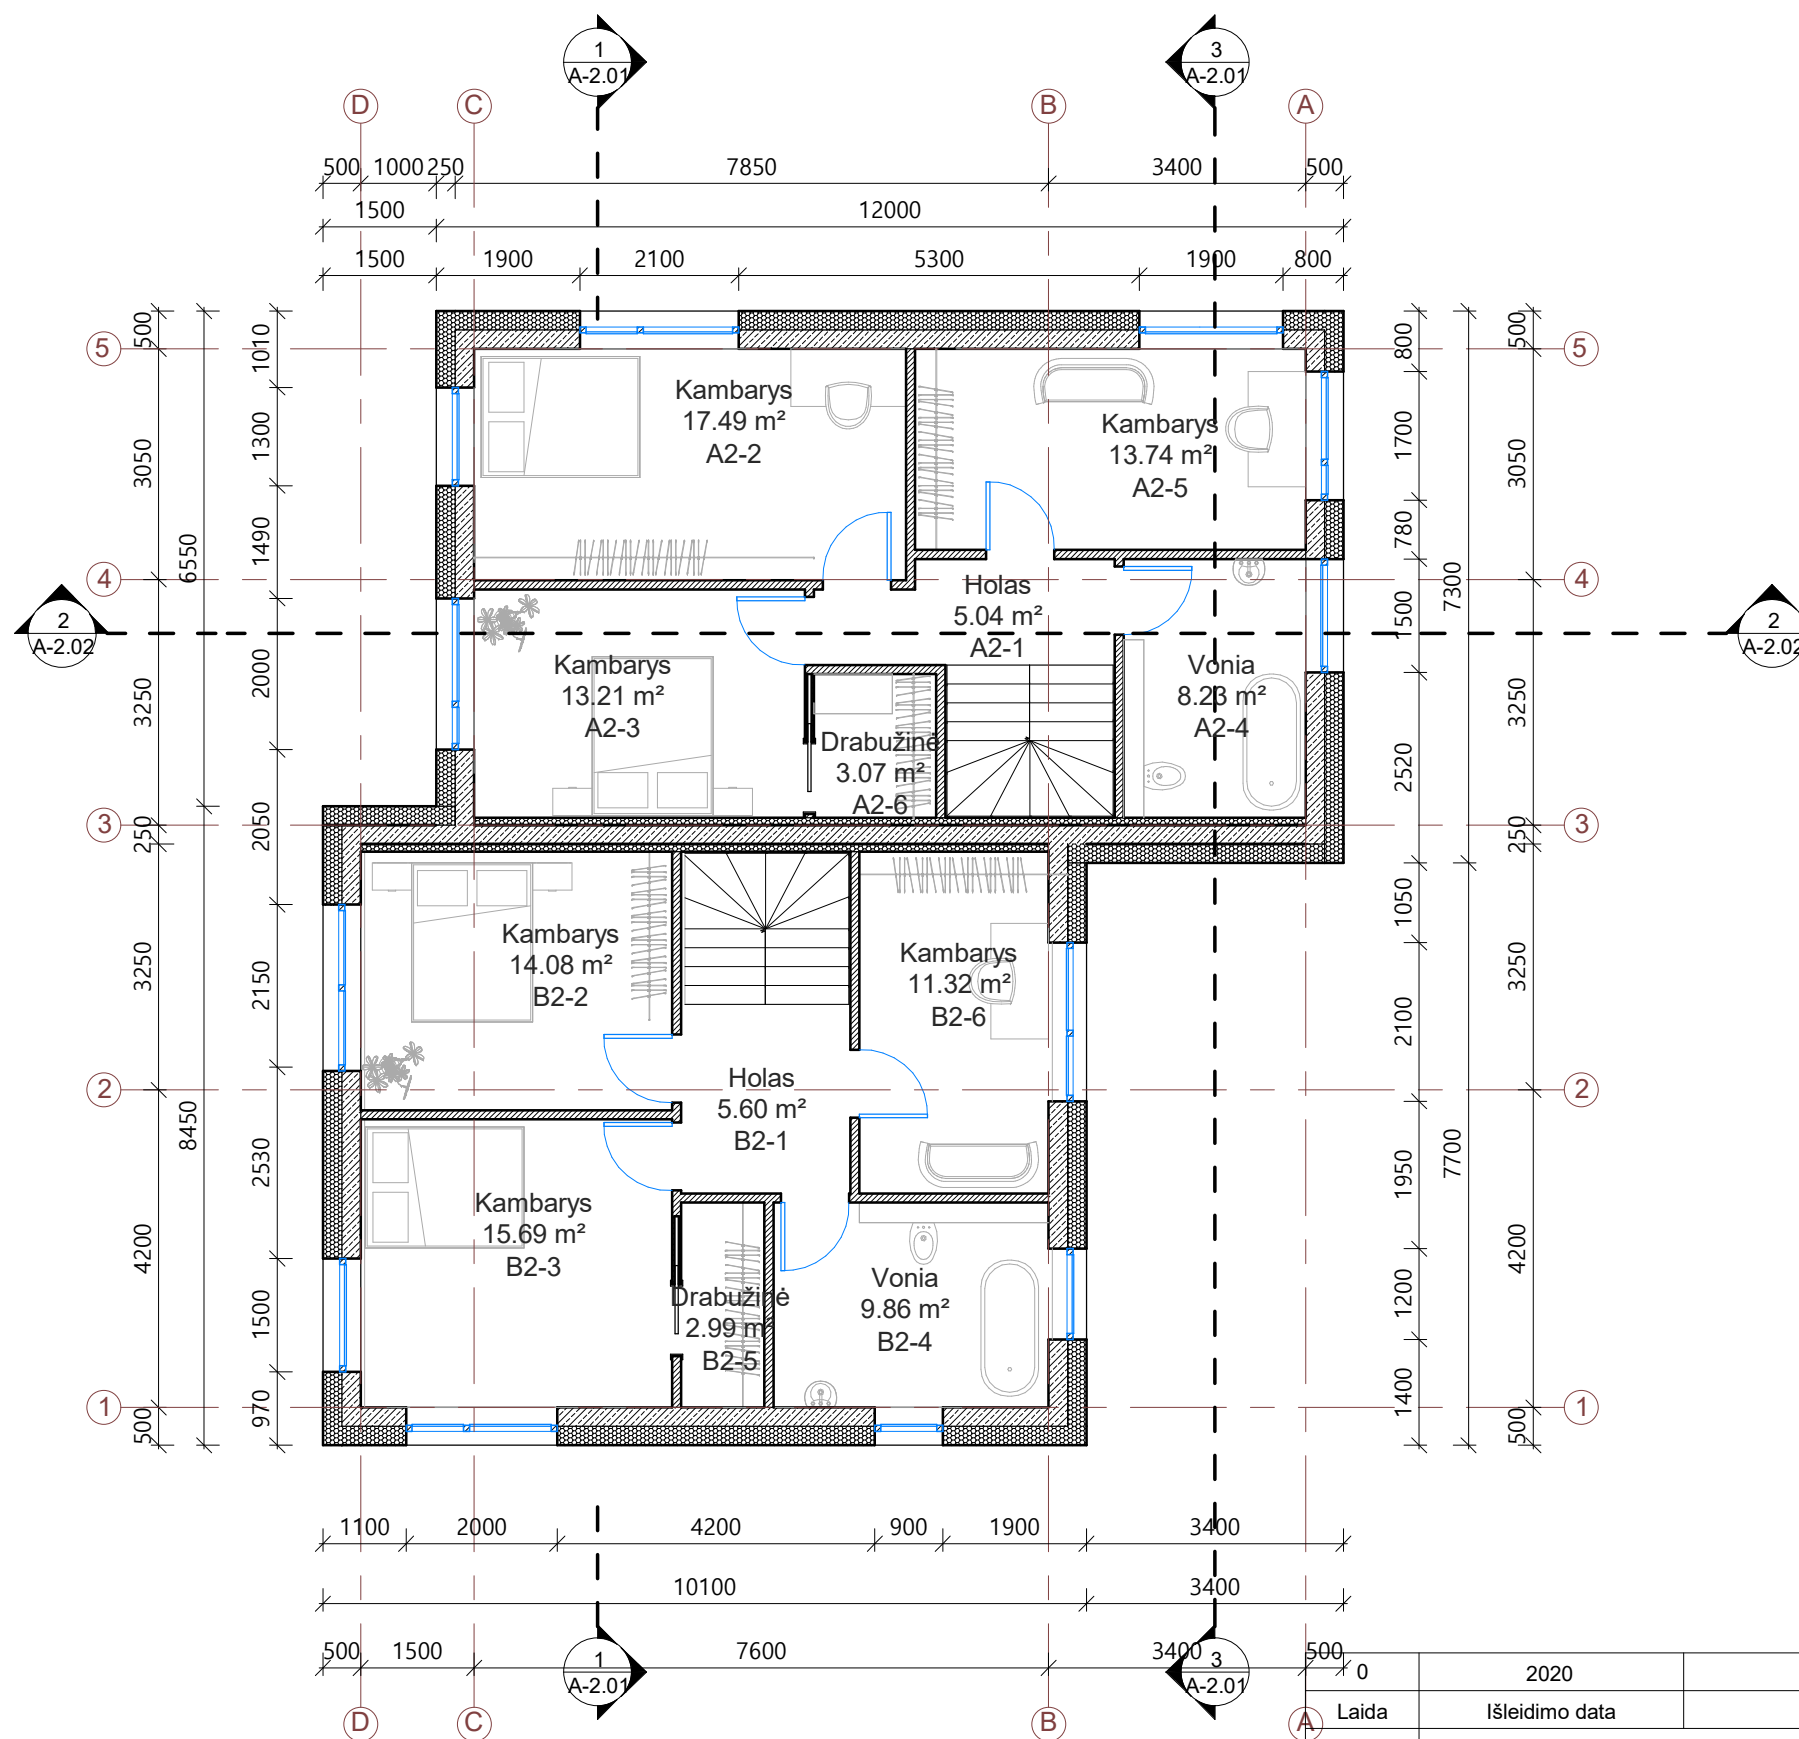 1
A-2.01
3
A-2.01
D
C
B
A
500
1000
250
7850
3400
500
1500
12000
1500
1900
2100
5300
1900
800
500
3050
3250
250
3250
4200
500
6550
8450
1010
1300
1490
2000
2050
2150
2530
1500
970
5
4
3
2
1
2
A-2.02
Kambarys
17.49 m²
A2-2
Kambarys
13.74 m²
A2-5
Holas
5.04 m²
A2-1
Kambarys
13.21 m²
A2-3
Vonia
8.23 m²
A2-4
Drabužinė
3.07 m²
A2-6
Kambarys
14.08 m²
B2-2
Kambarys
11.32 m²
B2-6
Holas
5.60 m²
B2-1
Kambarys
15.69 m²
B2-3
Drabužinė
2.99 m²
B2-5
Vonia
9.86 m²
B2-4
800
1700
780
1500
2520
1050
2100
1950
1200
1400
7300
7700
500
3050
3250
250
3250
4200
500
5
4
3
2
1
2
A-2.02
1100
2000
4200
900
1900
3400
10100
3400
500
1500
7600
3400
500
1
A-2.01
3
A-2.01
D
C
B
A
0
2020
Laida
Išleidimo data